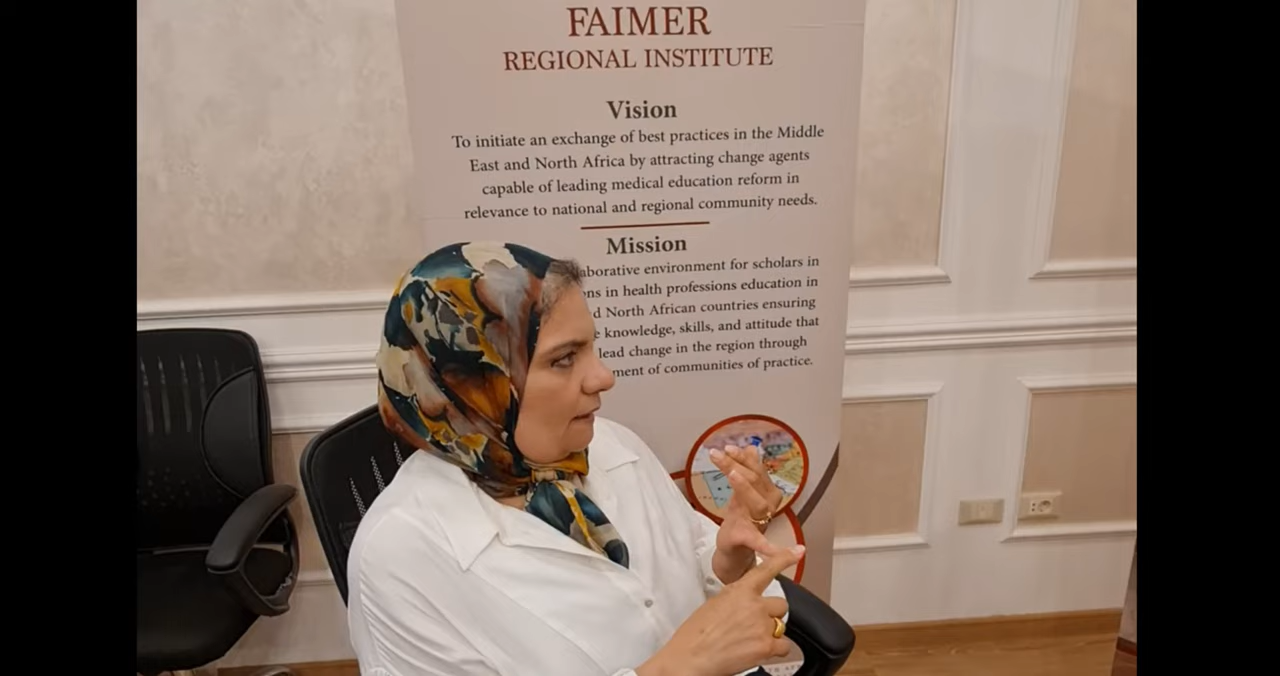 FAIMER
REGIONAL INSTITUTE
Vision
To initiate an exchange of best practices in the Middle
East and North Africa by attracting change agents
capable of leading medical education reform in
relevance to national and regional community needs.
Mission
environment for scholars in
in health professions education in
North African countries ensuring
knowledge, skills, and attitude that
lead change in the region through
of communities of practice.